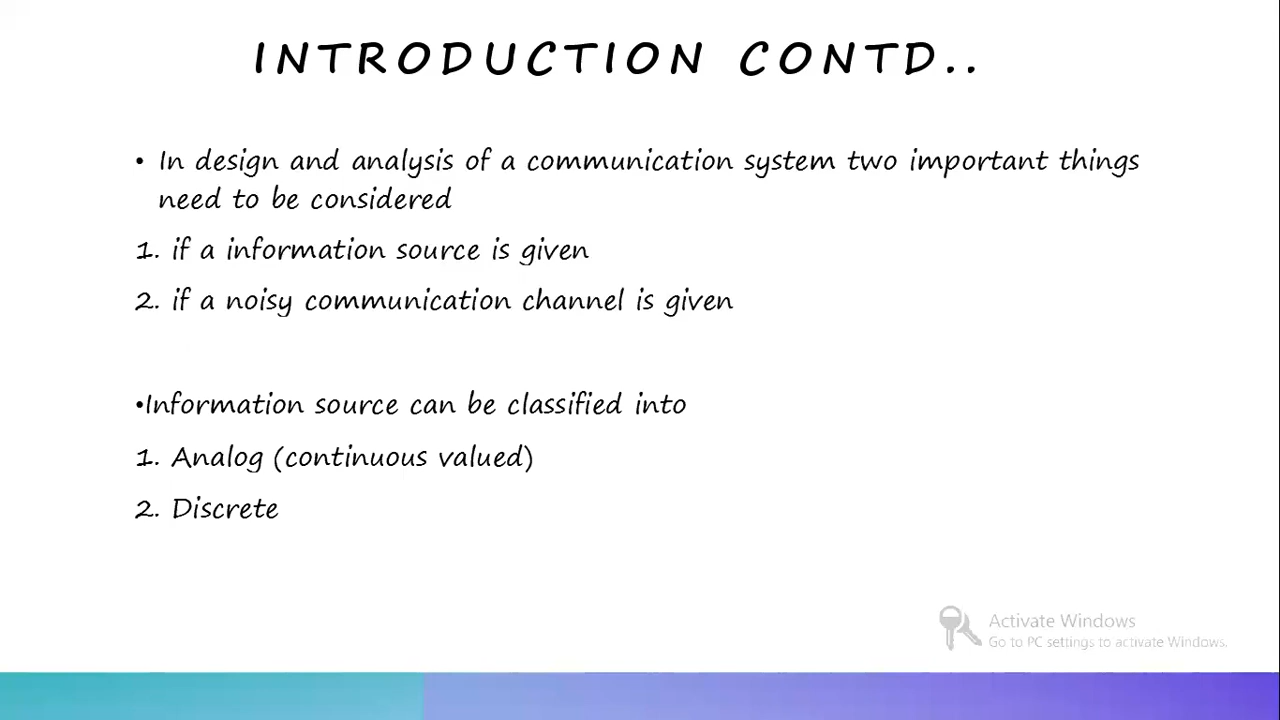 INTRODUCTION CONTD..
• In design and analysis of a communication system two important things
need to be considered
1. if a information source is given
2. if a noisy communication channel is given
•Information source can be classified into
1. Analog (continuous valued)
2. Discrete
Activate Windows
Go to PC settings to activate Windows.